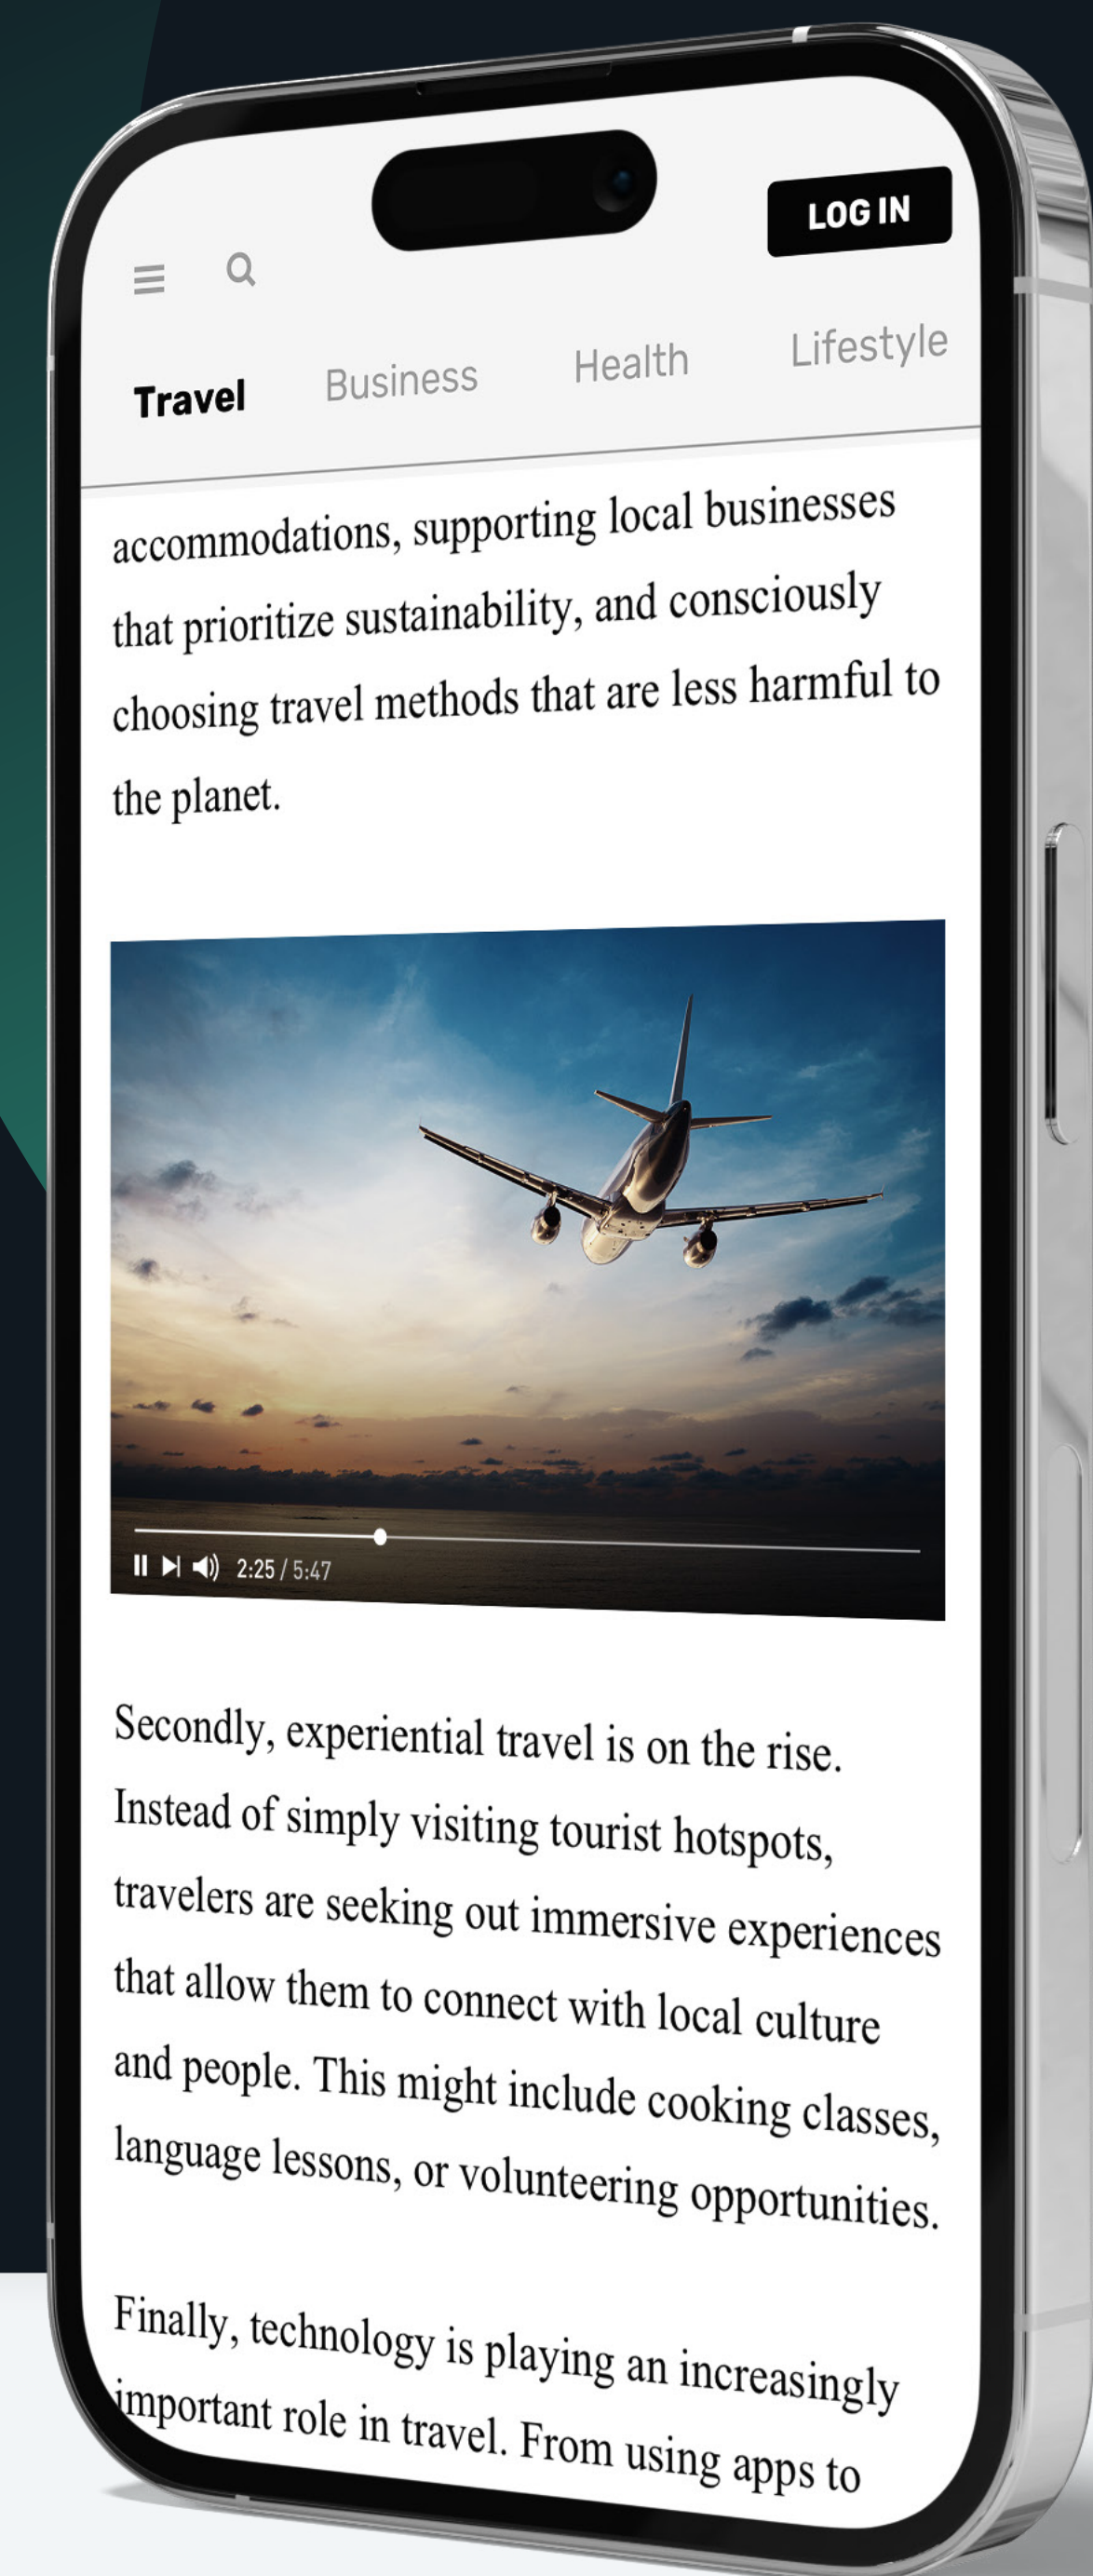 LOG IN
Travel Business Health Lifestyle
accommodations, supporting local businesses
that prioritize sustainability, and consciously
choosing travel methods that are less harmful to
the planet.
2:25 / 5:47
Secondly, experiential travel is on the rise.
Instead of simply visiting tourist hotspots,
travelers are seeking out immersive experiences
that allow them to connect with local culture
and people. This might include cooking classes,
language lessons, or volunteering opportunities.
Finally, technology is playing an increasingly
important role in travel. From using apps to